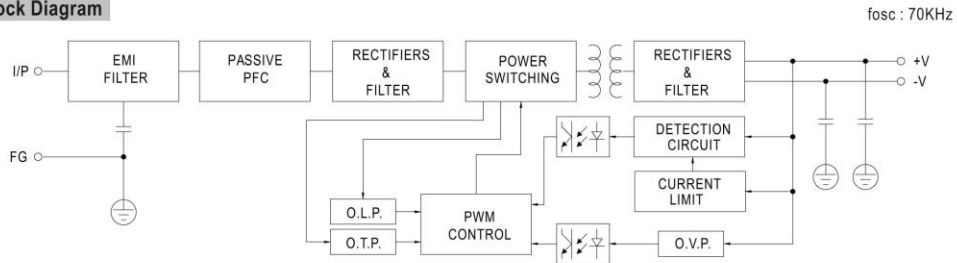 ock Diagram
fosc : 70KHz
I/P
EMI
FILTER
PASSIVE
PFC
RECTIFIERS
&
FILTER
POWER
SWITCHING
RECTIFIERS
&
FILTER
+V
-V
FG
DETECTION
CIRCUIT
CURRENT
LIMIT
O.L.P.
O.T.P.
PWM
CONTROL
O.V.P.